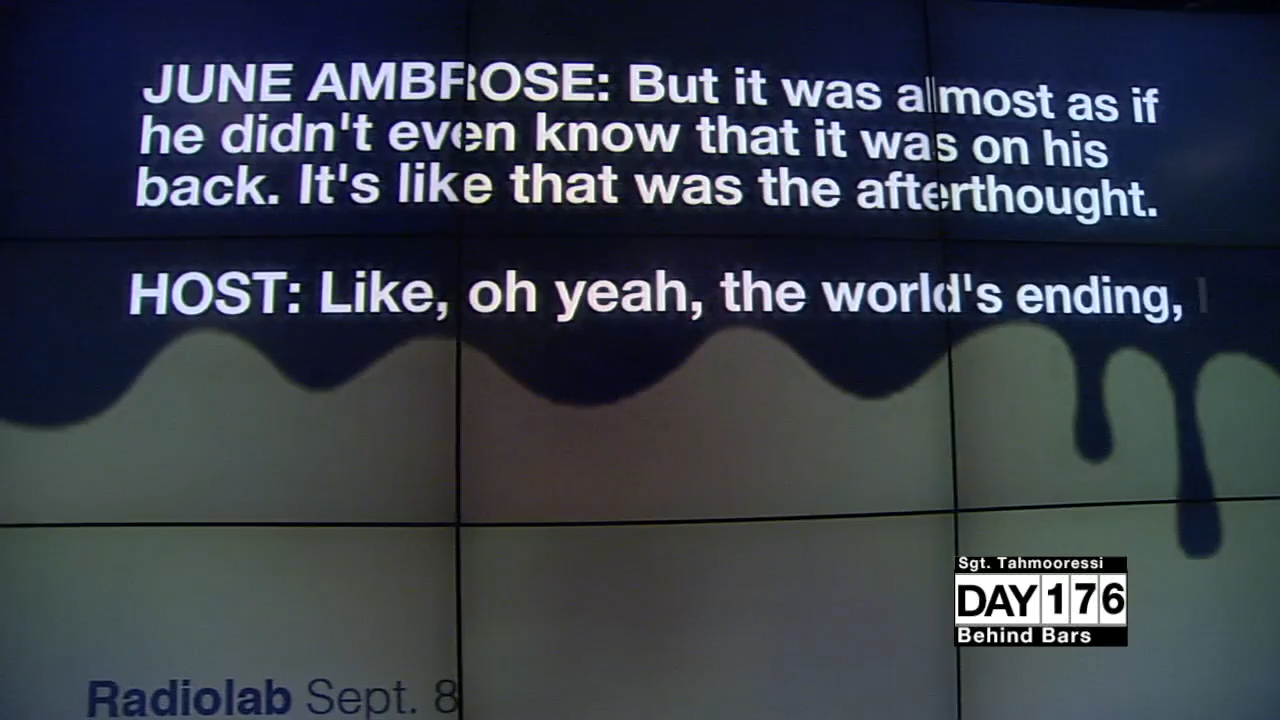 JUNE AMBROSE: But it was almost as if
he didn't even know that it was on his
back. It's like that was the afterthought.
HOST: Like, oh yeah, the world's ending,
Sgt. Tahmooressi
DAY 176
Behind Bars
Radiolab Sept. 8